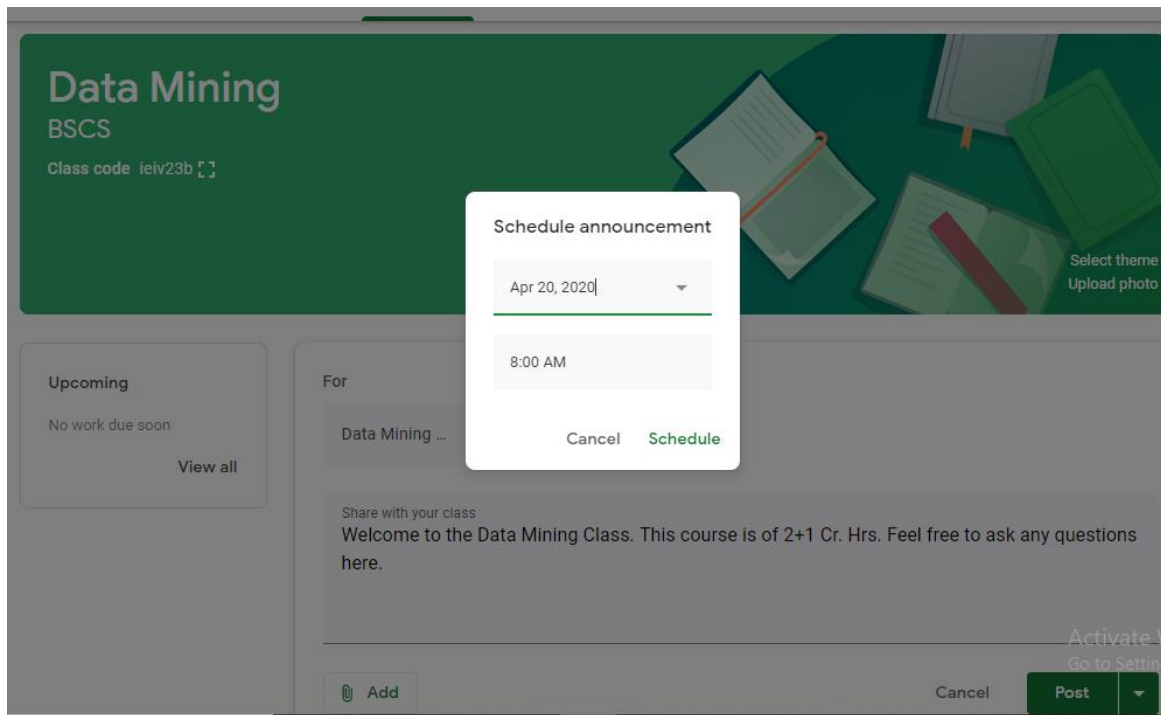 Data Mining
BSCS
Class code ieiv23b
Select theme
Upload photo
Schedule announcement
Apr 20, 2020
8:00 AM
Cancel Schedule
Upcoming
No work due soon
View all
For
Data Mining ...
Share with your class
Welcome to the Data Mining Class. This course is of 2+1 Cr. Hrs. Feel free to ask any questions
here.
Activate
Go to
Add
Cancel
Post